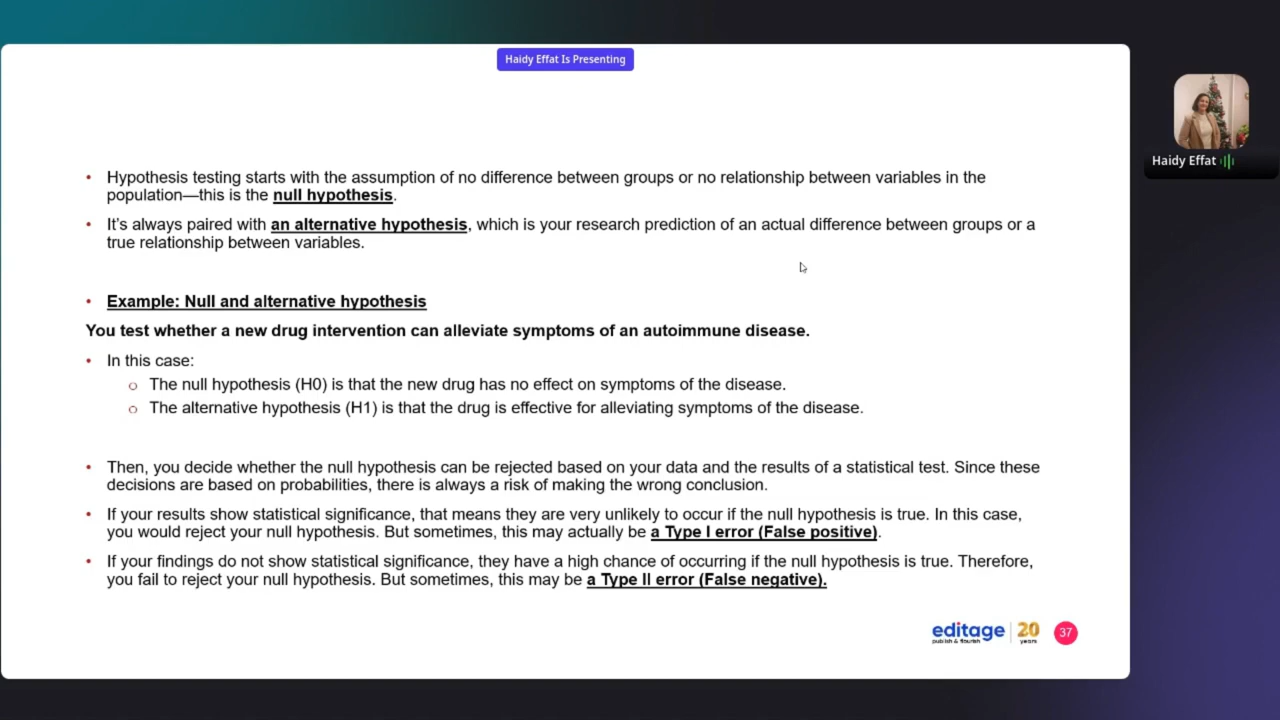 Haidy Effat Is Presenting
• Hypothesis testing starts with the assumption of no difference between groups or no relationship between variables in the
population—this is the null hypothesis.
• It's always paired with an alternative hypothesis, which is your research prediction of an actual difference between groups or a
true relationship between variables.
• Example: Null and alternative hypothesis
You test whether a new drug intervention can alleviate symptoms of an autoimmune disease.
• In this case:
o The null hypothesis (H0) is that the new drug has no effect on symptoms of the disease.
o The alternative hypothesis (H1) is that the drug is effective for alleviating symptoms of the disease.
• Then, you decide whether the null hypothesis can be rejected based on your data and the results of a statistical test. Since these
decisions are based on probabilities, there is always a risk of making the wrong conclusion.
• If your results show statistical significance, that means they are very unlikely to occur if the null hypothesis is true. In this case,
you would reject your null hypothesis. But sometimes, this may actually be a Type I error (False positive).
• If your findings do not show statistical significance, they have a high chance of occurring if the null hypothesis is true. Therefore,
you fail to reject your null hypothesis. But sometimes, this may be a Type II error (False negative).
editage 20 37
publish & flourish years
Haidy Effat